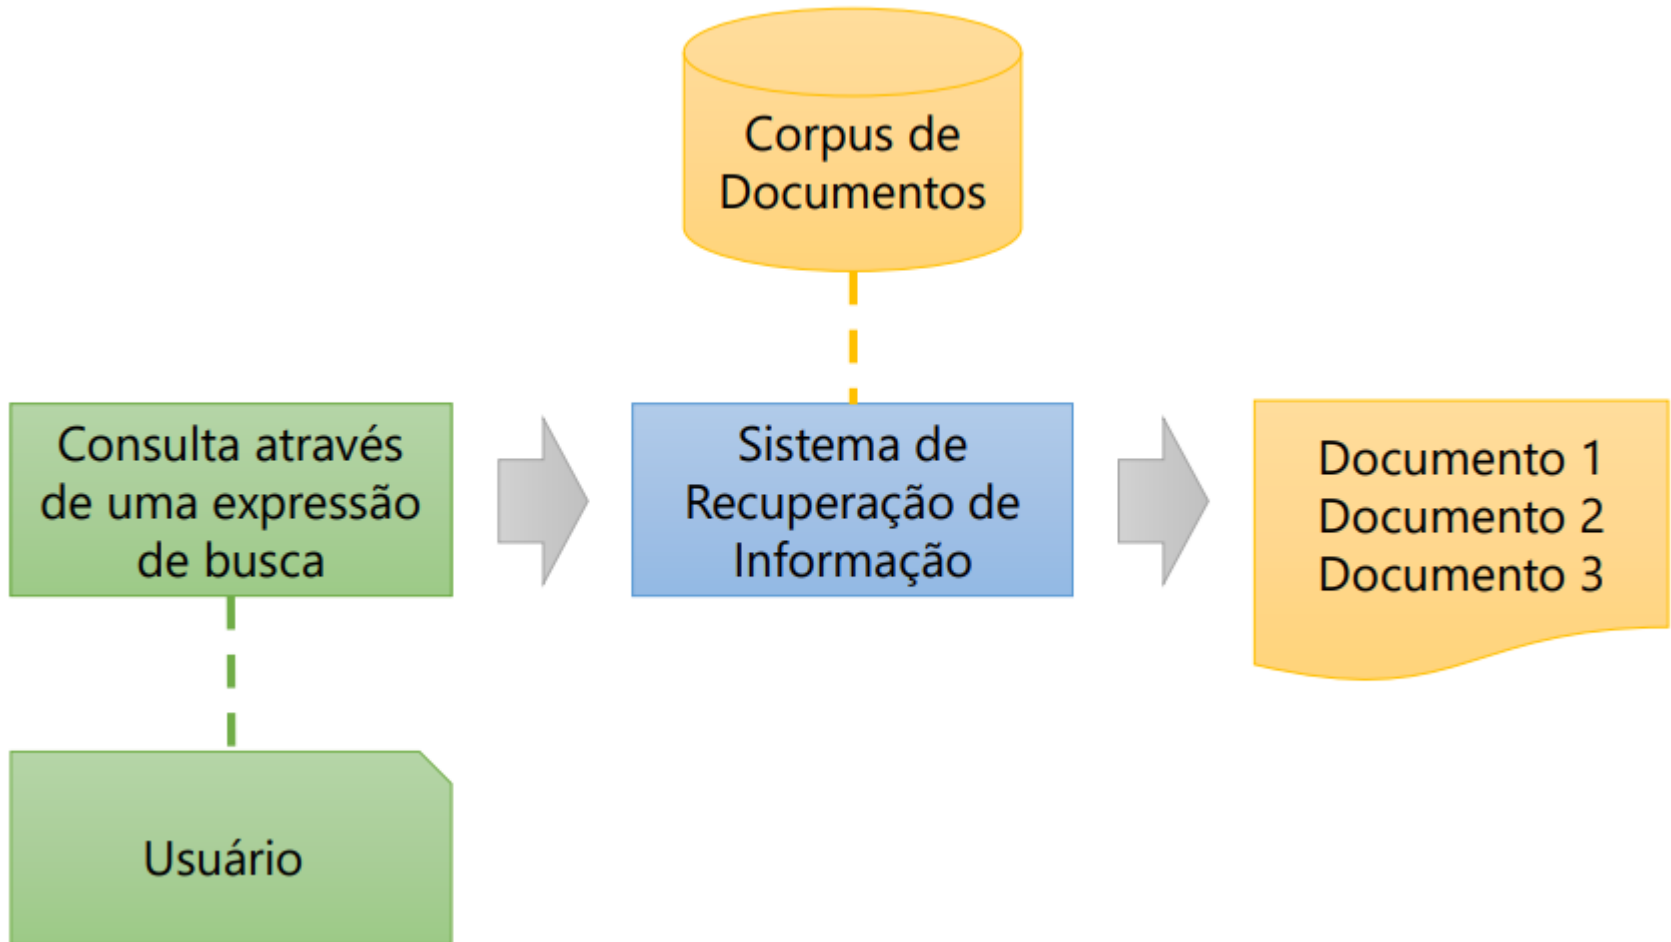 Corpus de
Documentos
Consulta através
de uma expressão
de busca
Sistema de
Recuperação de
Informação
Documento 1
Documento 2
Documento 3
Usuário